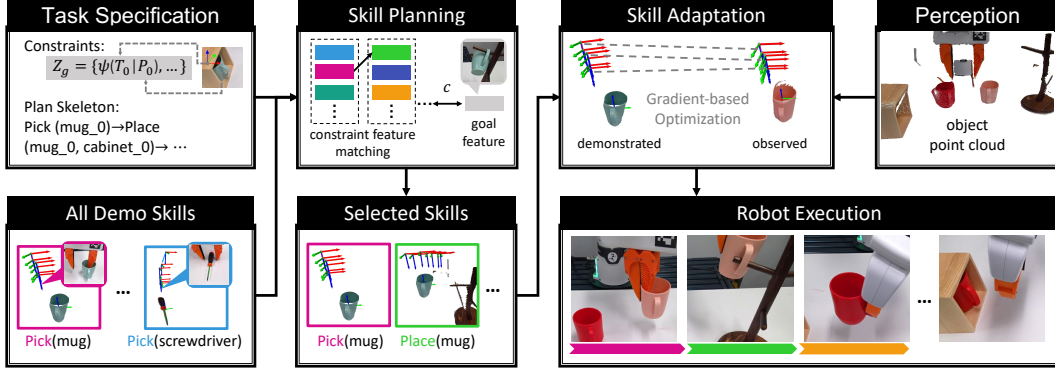 Task Specification
Constraints:
Z_g = {ψ(T_0|P_0), ...}
Plan Skeleton:
Pick (mug_0)→Place
(mug_0, cabinet_0)→ ···
Skill Planning
c
constraint feature
matching
goal
feature
Skill Adaptation
Gradient-based
Optimization
demonstrated
observed
Perception
object
point cloud
All Demo Skills
...
Pick(mug)
Pick(screwdriver)
Selected Skills
...
Pick(mug)
Place(mug)
Robot Execution
...